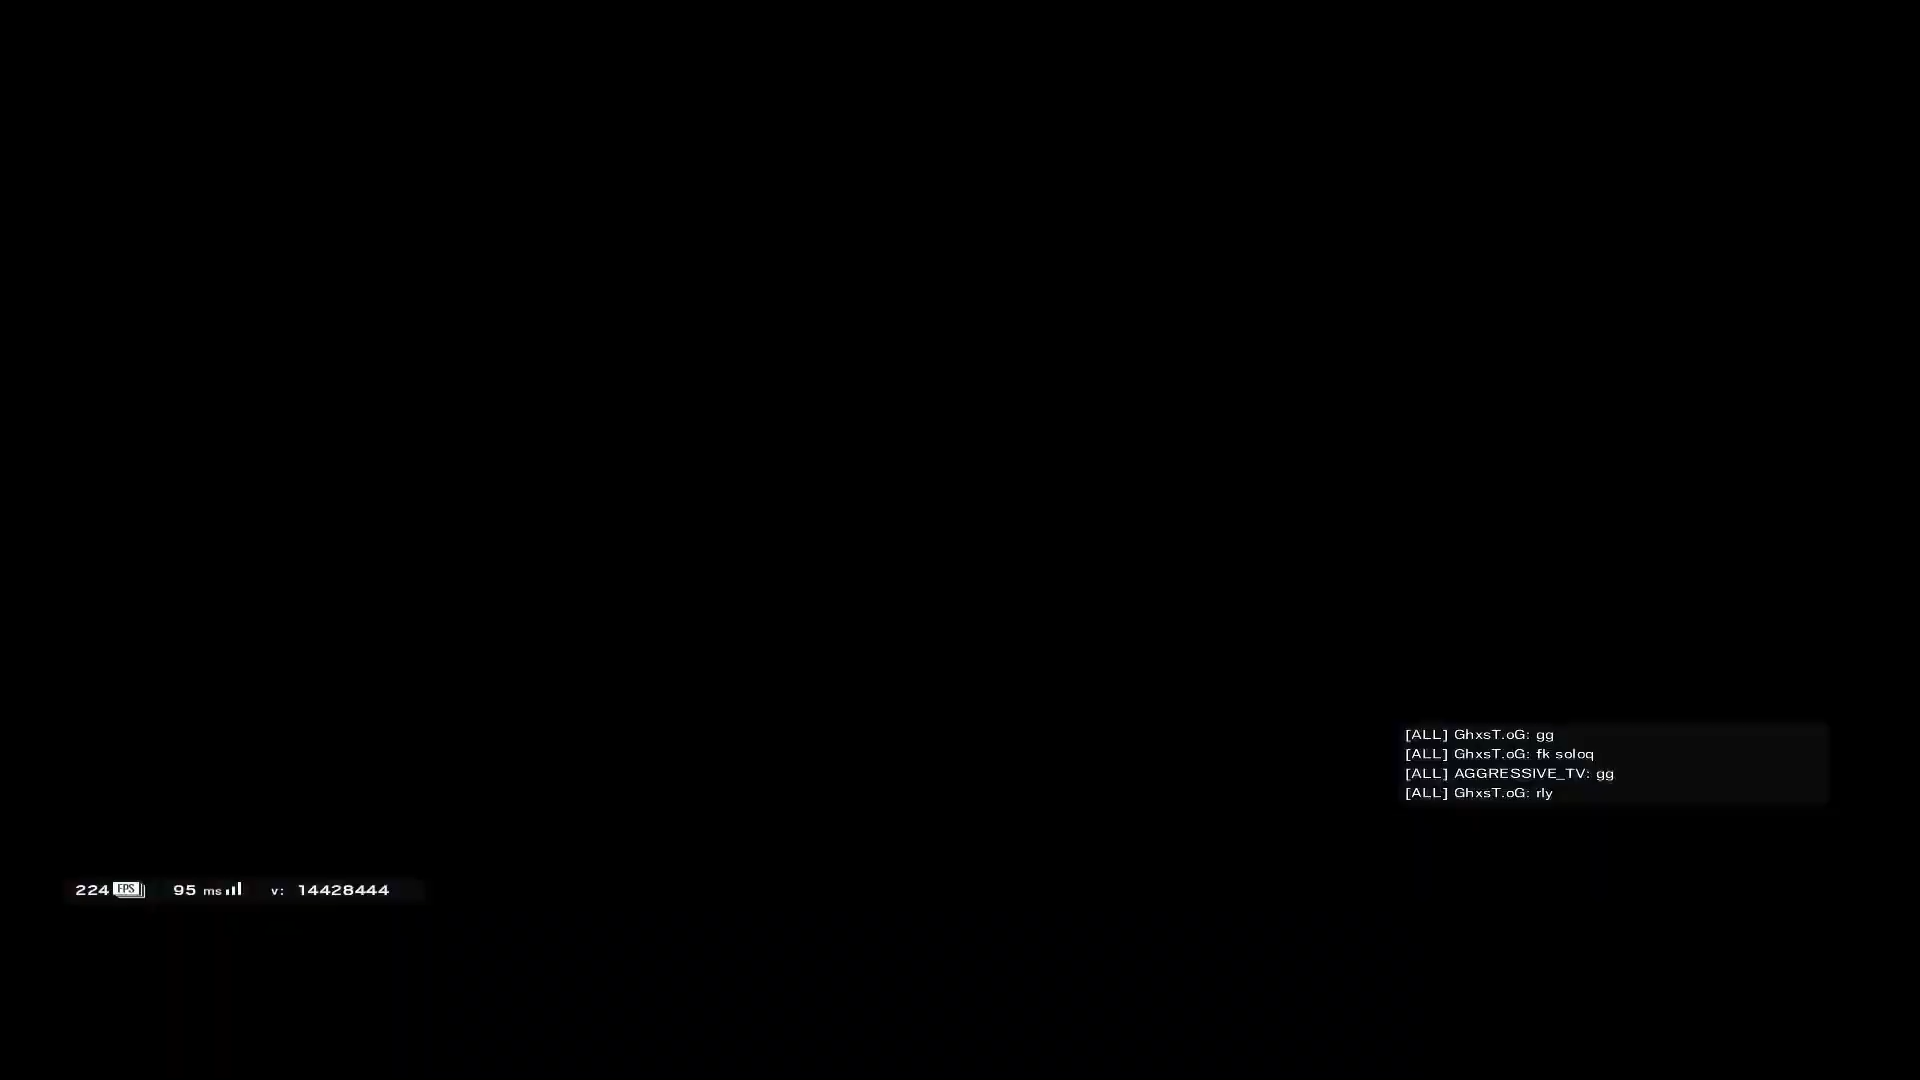 [ALL] GhxsT.oG: gg
[ALL] GhxsT.oG: fk soloq
[ALL] AGGRESSIVE_TV: gg
[ALL] GhxsT.oG: rly
224 FPS 95 ms v: 14428444